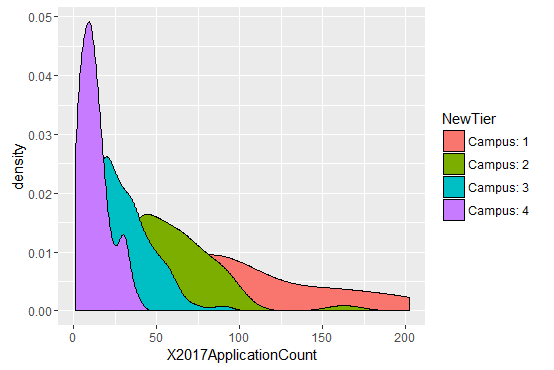 0.05
0.04
0.03
0.02
0.01
0.00
density
0 50 100 150 200
X2017ApplicationCount
NewTier
Campus: 1
Campus: 2
Campus: 3
Campus: 4